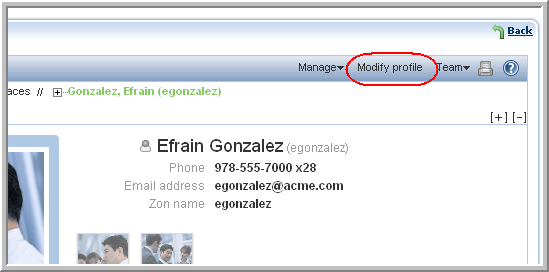 Back
Manage Modify profile Team
aces // Gonzalez, Efrain (egonzalez)
[+] [-]
Efrain Gonzalez (egonzalez)
Phone 978-555-7000 x28
Email address egonzalez@acme.com
Zon name egonzalez